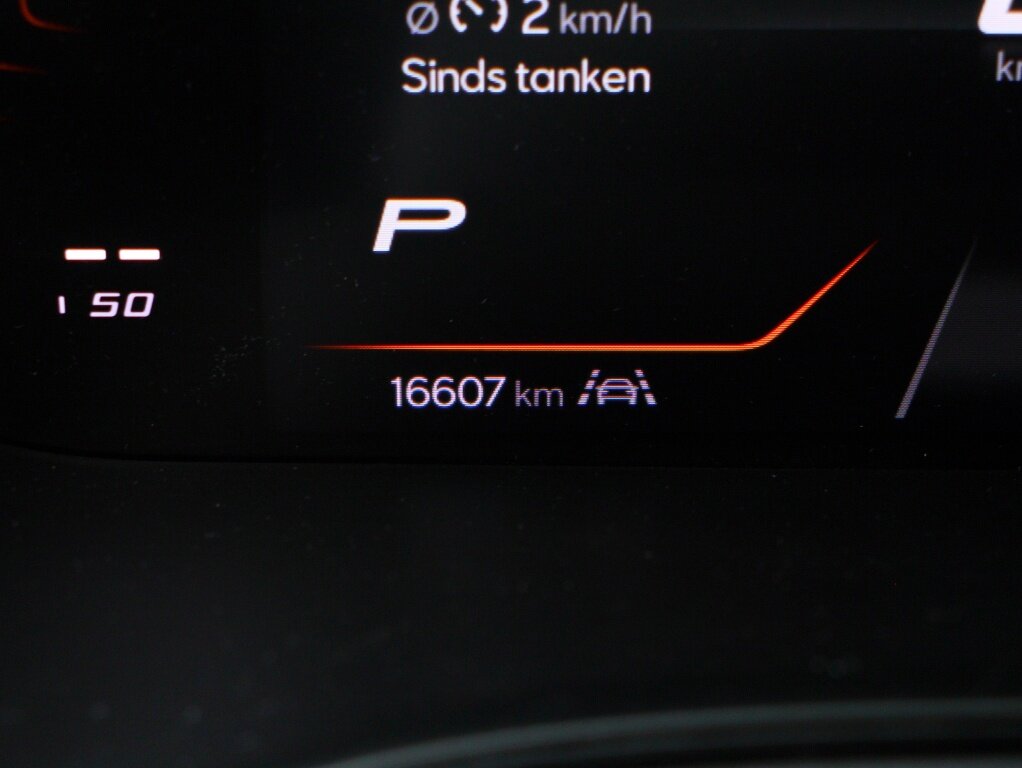 Ø 2 km/h
Sinds tanken
P
50
16607 km